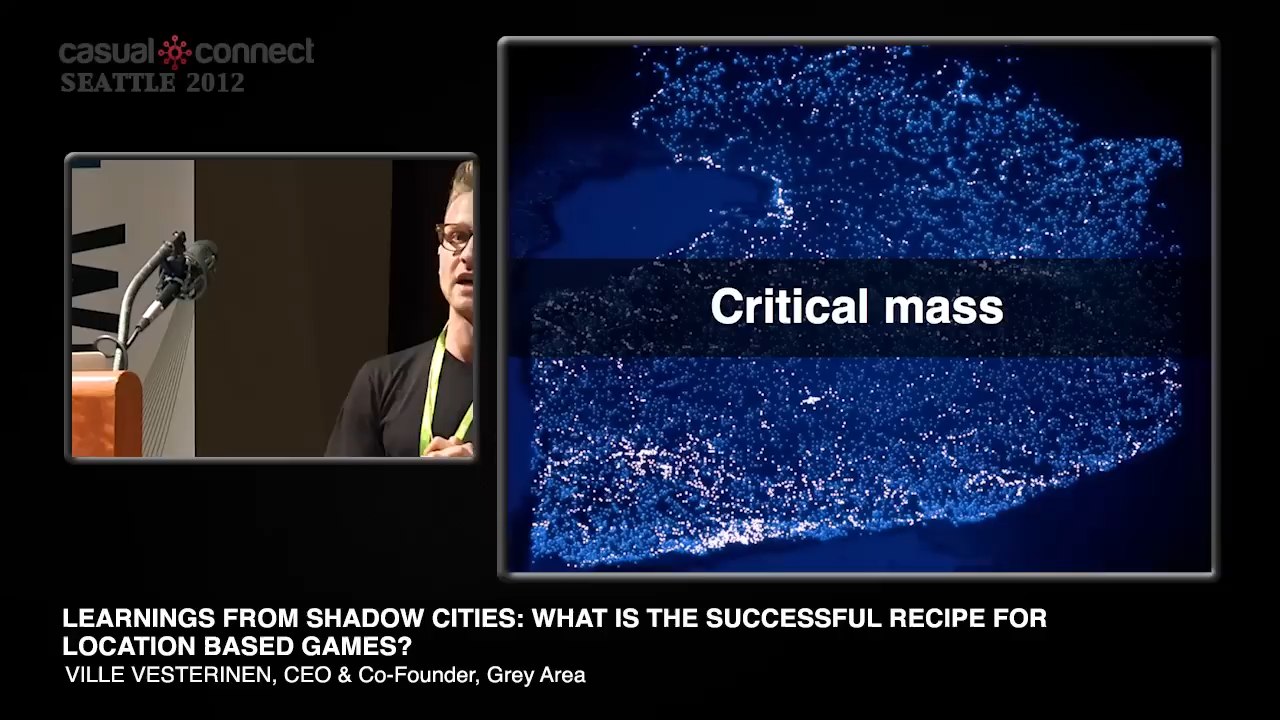 casual connect
SEATTLE 2012
Critical mass
LEARNINGS FROM SHADOW CITIES: WHAT IS THE SUCCESSFUL RECIPE FOR
LOCATION BASED GAMES?
VILLE VESTERINEN, CEO & Co-Founder, Grey Area